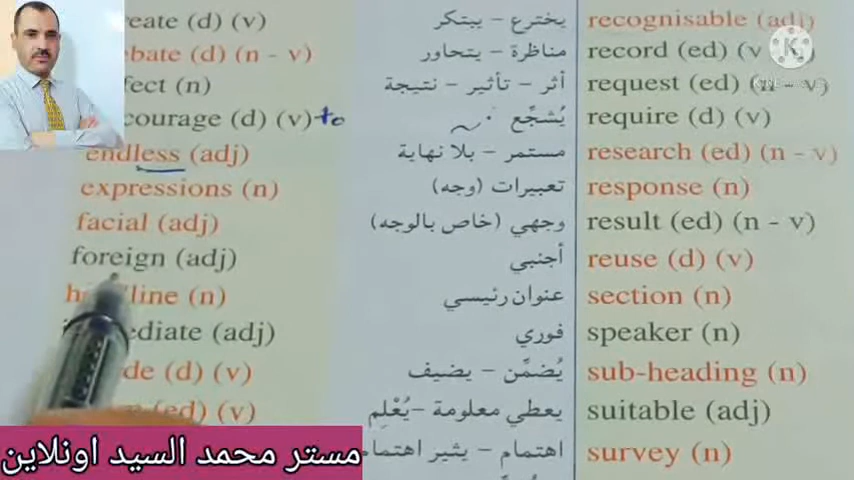 reate (d) (v) يخترع – يبتكر recognisable (adj)
ebate (d) (n - v) مناظرة – يتحاور record (ed) (v
fect (n) أثر – تأثير – نتيجة request (ed) (n - v)
courage (d) (v) to يُشجِّع require (d) (v)
endless (adj) مستمر – بلا نهاية research (ed) (n - v)
expressions (n) تعبيرات (وجه) response (n)
facial (adj) وجهي (خاص بالوجه) result (ed) (n - v)
foreign (adj) أجنبي reuse (d) (v)
line (n) عنوان رئيسي section (n)
ediate (adj) فوري speaker (n)
de (d) (v) يُضمِّن – يضيف sub-heading (n)
(ed) (v) يعطي معلومة – يُعْلِم suitable (adj)
اهتمام – يثير survey (n)
مستر محمد السيد اونلاين